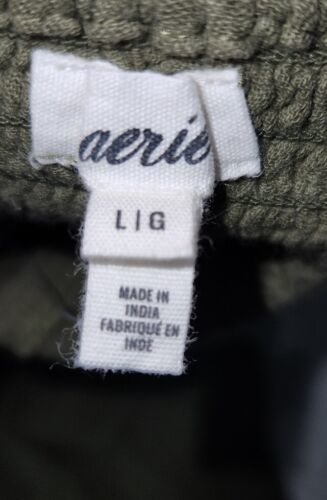 aerie
L|G
MADE IN
INDIA
FABRIQUÉ EN
INDE